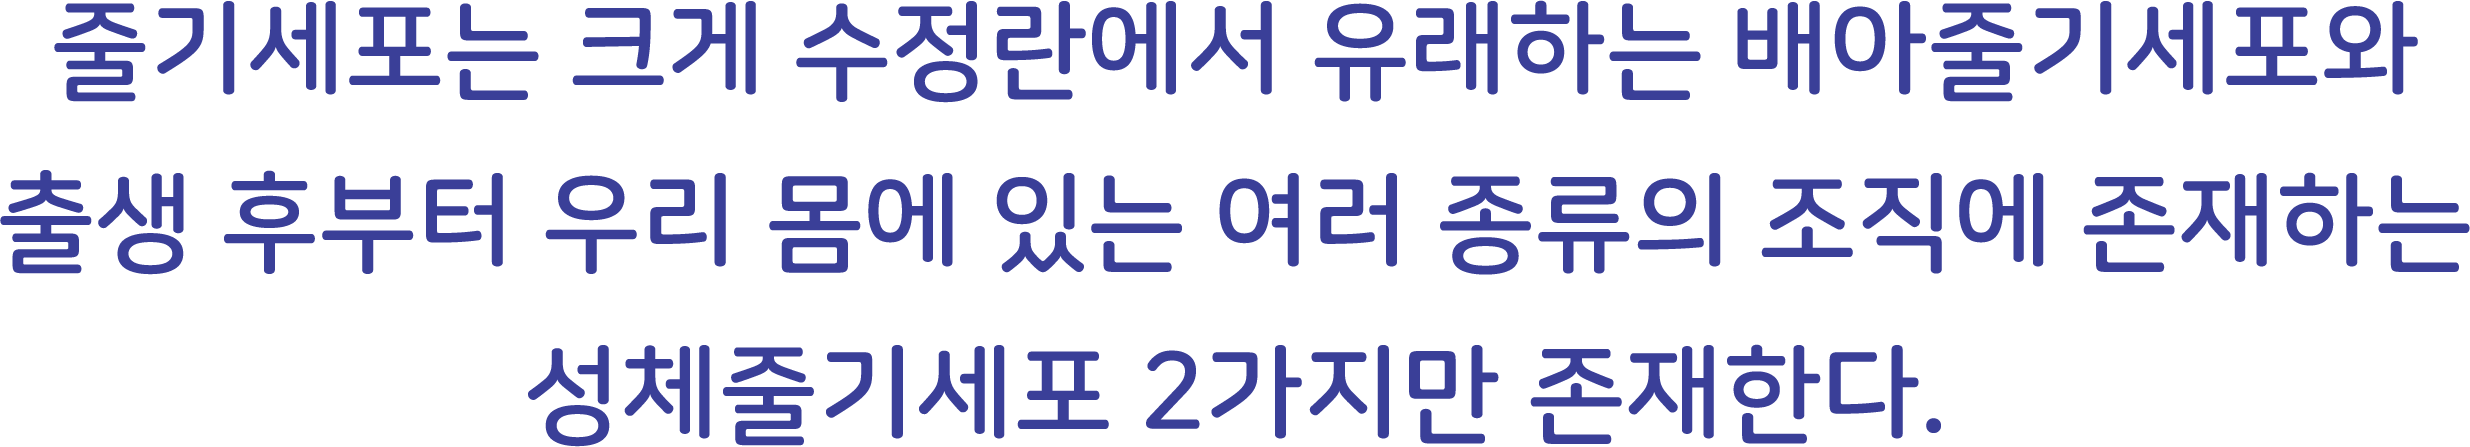 줄기세포는 크게 수정란에서 유래하는 배아줄기세포와
출생 후부터 우리 몸에 있는 여러 종류의 조직에 존재하는
성체줄기세포 2가지만 존재한다.